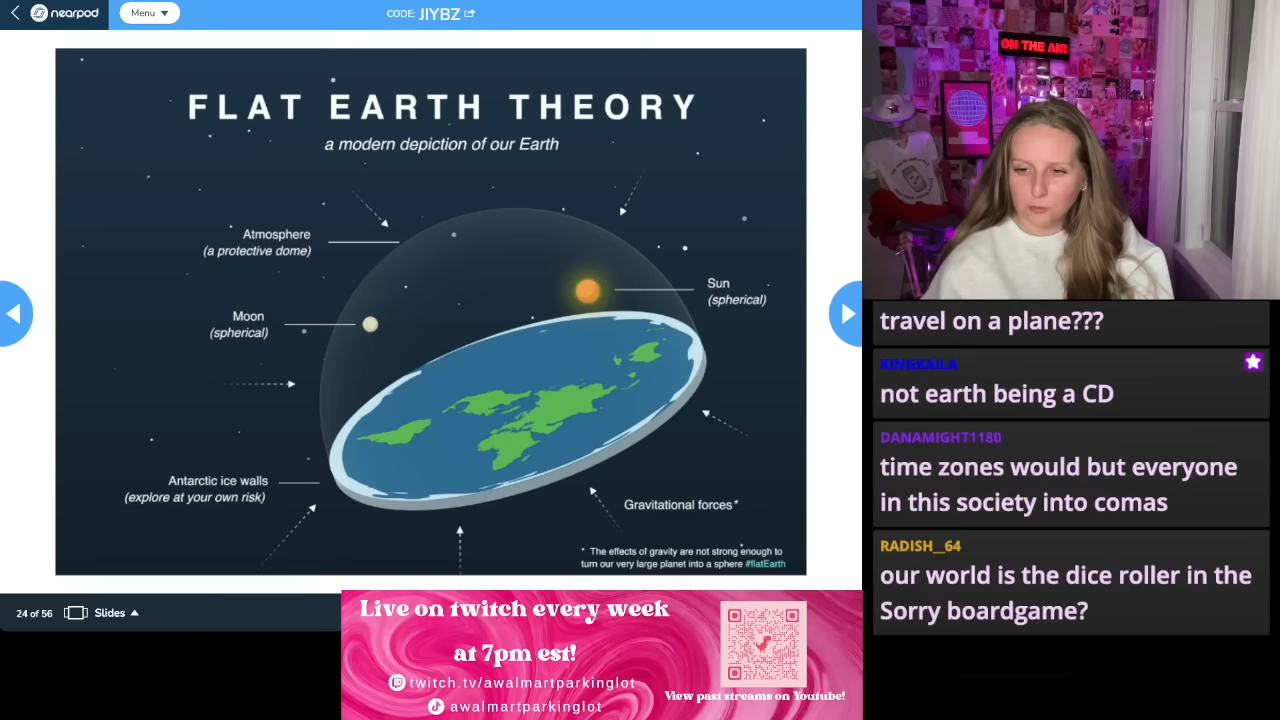 nearpod
Menu
CODE: JIYBZ
FLAT EARTH THEORY
a modern depiction of our Earth
Atmosphere
(a protective dome)
Sun
(spherical)
Moon
(spherical)
Antarctic ice walls
(explore at your own risk)
Gravitational forces*
* The effects of gravity are not strong enough to
turn our very large planet into a sphere #flatEarth
24 of 56
Slides
Live on twitch every week
at 7pm est!
twitch.tv/awalmartparkinglot
awalmartparkinglot
View past streams on Youtube!
ON THE AIR
travel on a plane???
KINGKAILA
not earth being a CD
DANAMIGHT1180
time zones would but everyone
in this society into comas
RADISH__64
our world is the dice roller in the
Sorry boardgame?